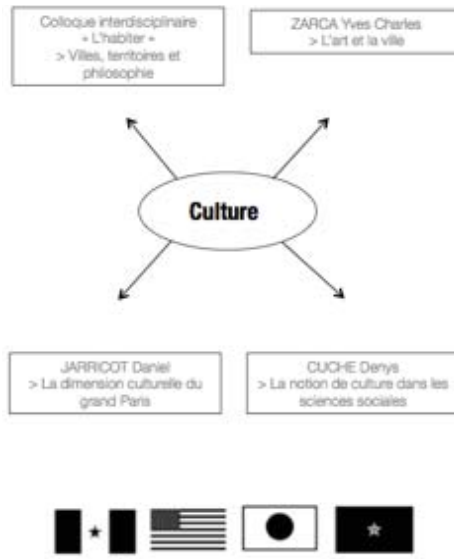 Colloque interdisciplinaire
« L'habiter »
> Villes, territoires et
philosophie
ZARCA Yves Charles
> L'art et la ville
Culture
JARRICOT Daniel
> La dimension culturelle du
grand Paris
CUCHE Denys
> La notion de culture dans les
sciences sociales